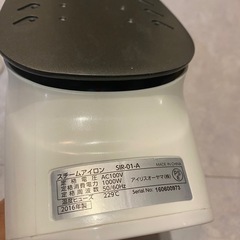 スチームアイロン SIR-01-A
定格電圧 AC100V
定格消費電力 1000W
定格周波数 50/60Hz
温度ヒューズ 229℃
2016年製
MADE IN CHINA
PSE
アイリスオーヤマ(株)
Serial No.: 160600973